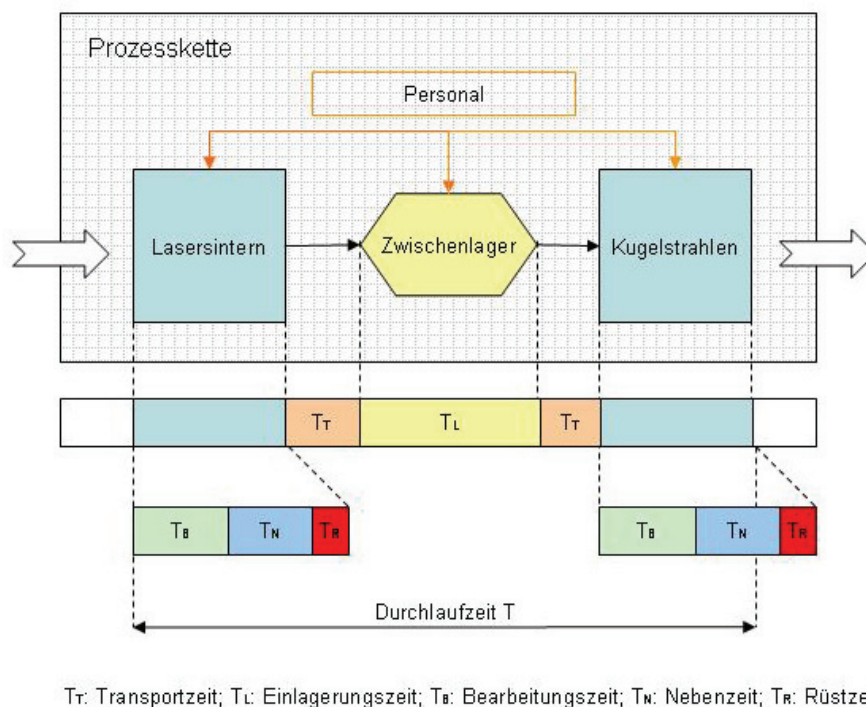 Prozesskette
Personal
Lasersintern
Zwischenlager
Kugelstrahlen
TT
TL
TT
TB
TN
TR
TB
TN
TR
Durchlaufzeit T
TT: Transportzeit; TL: Einlagerungszeit; TB: Bearbeitungszeit; TN: Nebenzeit; TR: Rüstze